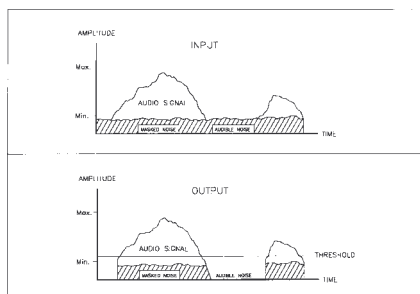 AMPLITUDE
INPUT
Max.
AUDIO SIGNAL
Min.
MASKED NOISE
AUDIBLE NOISE
TIME
AMPLITUDE
OUTPUT
Max.
AUDIO SIGNAL
THRESHOLD
Min.
MASKED NOISE
AUDIBLE NOISE
TIME